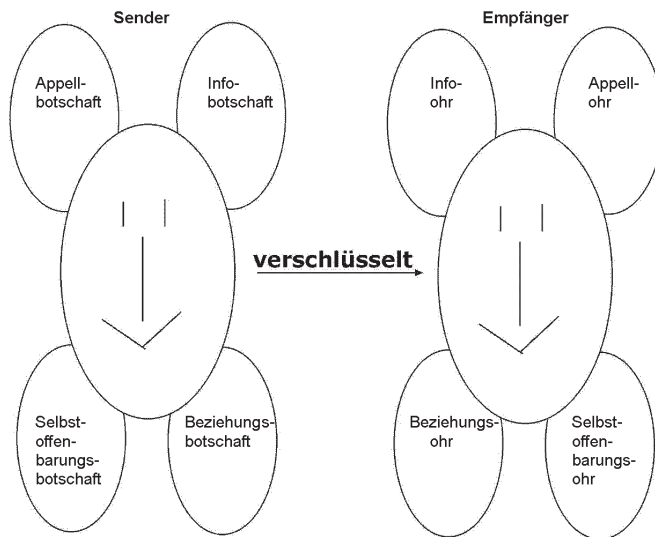 Sender
Empfänger
Appell-
botschaft
Info-
botschaft
Info-
ohr
Appell-
ohr
verschlüsselt
Selbst-
offen-
barungs-
botschaft
Beziehungs-
botschaft
Beziehungs-
ohr
Selbst-
offen-
barungs-
ohr